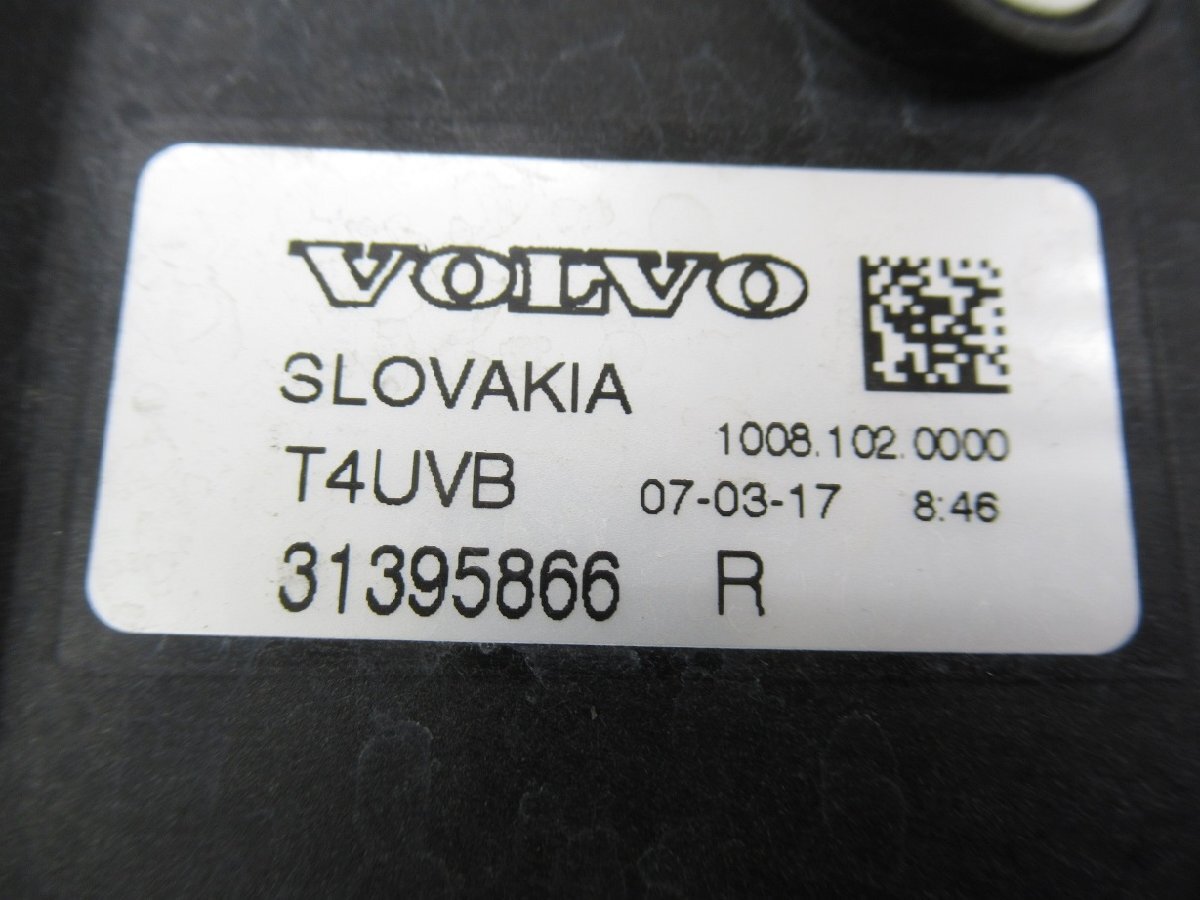 VOLVO
SLOVAKIA
1008.102.0000
T4UVB 07-03-17 8:46
31395866 R